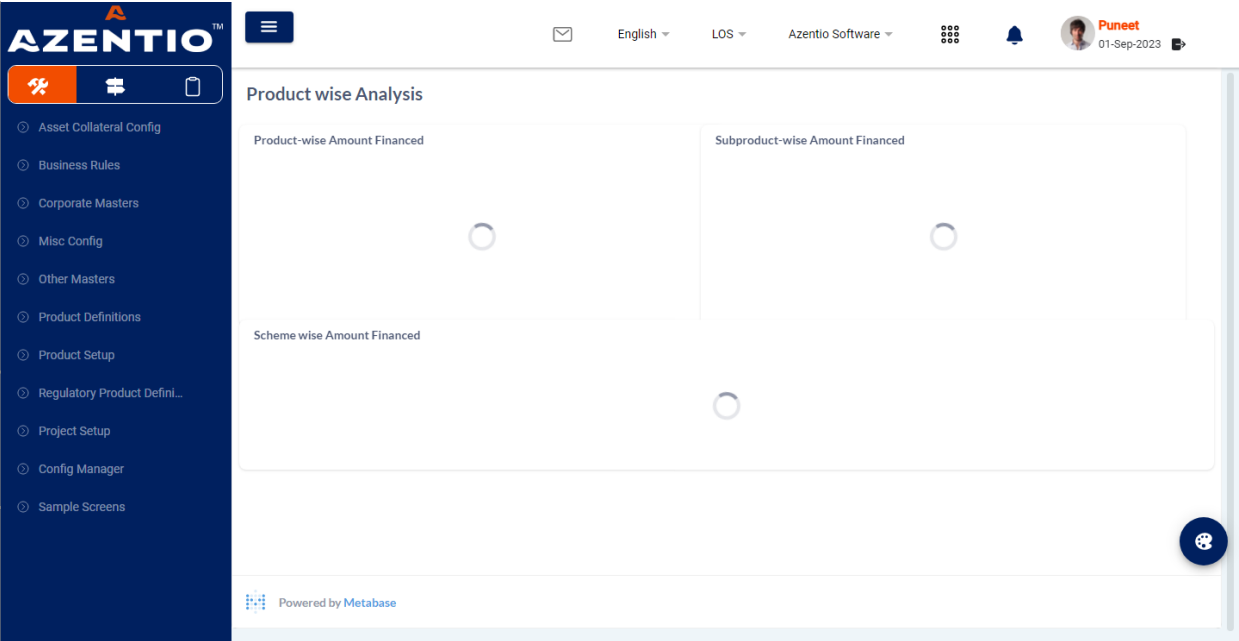 AZENTIO™
English
LOS
Azentio Software
Puneet
01-Sep-2023
Asset Collateral Config
Business Rules
Corporate Masters
Misc Config
Other Masters
Product Definitions
Product Setup
Regulatory Product Defini...
Project Setup
Config Manager
Sample Screens
Product wise Analysis
Product-wise Amount Financed
Subproduct-wise Amount Financed
Scheme wise Amount Financed
Powered by Metabase